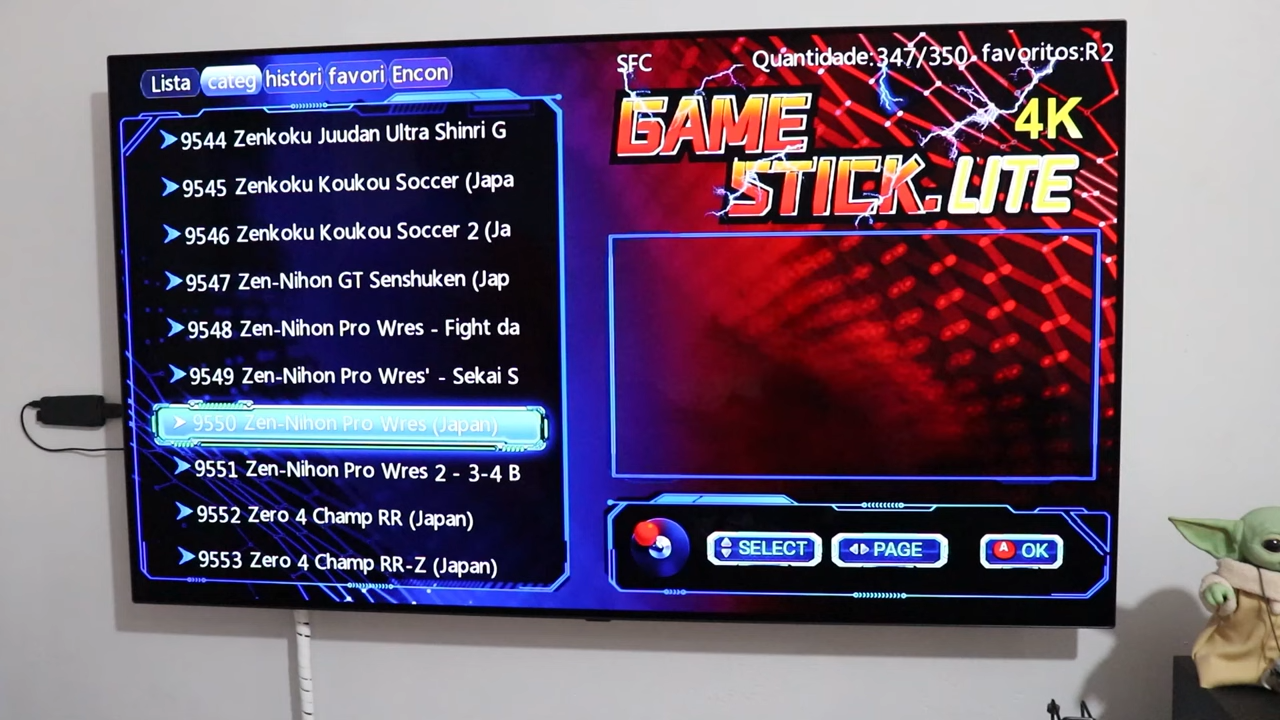 Lista categ históri favori Encon
SFC Quantidade:347/350 favoritos:R2
GAME 4K
STICK.LITE
9544 Zenkoku Juudan Ultra Shinri G
9545 Zenkoku Koukou Soccer (Japa
9546 Zenkoku Koukou Soccer 2 (Ja
9547 Zen-Nihon GT Senshuken (Jap
9548 Zen-Nihon Pro Wres - Fight da
9549 Zen-Nihon Pro Wres' - Sekai S
9550 Zen-Nihon Pro Wres (Japan)
9551 Zen-Nihon Pro Wres 2 - 3-4 B
9552 Zero 4 Champ RR (Japan)
9553 Zero 4 Champ RR-Z (Japan)
SELECT PAGE A OK